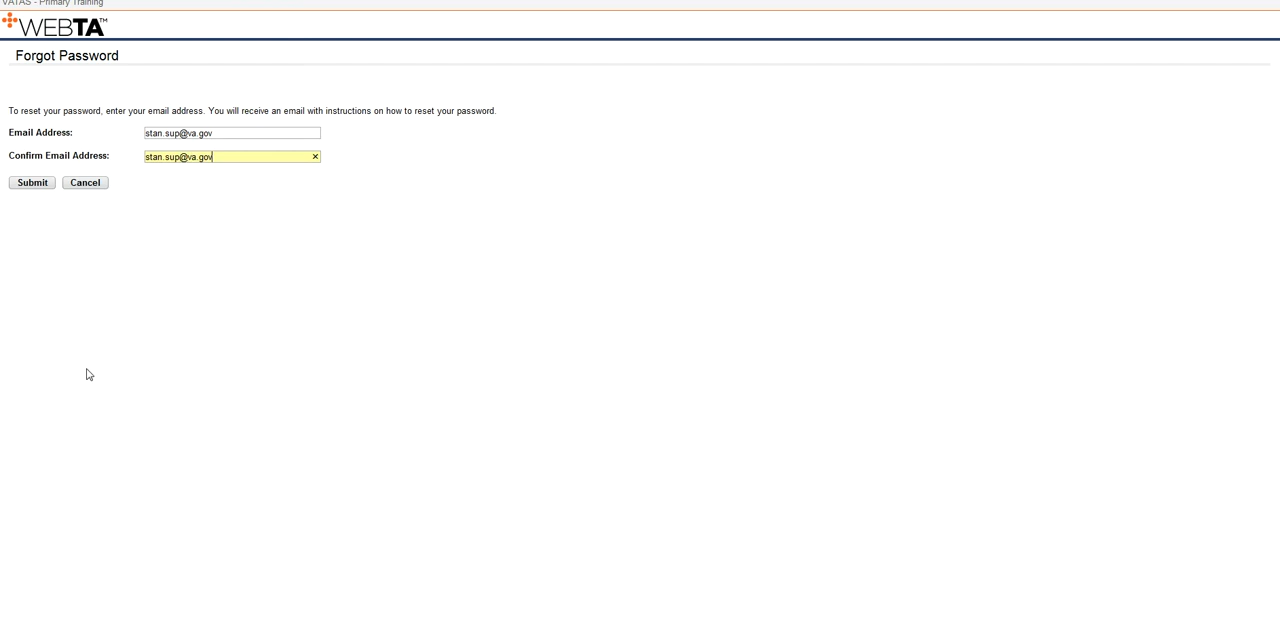 VATAS - Primary Training
WEBTA™
Forgot Password
To reset your password, enter your email address. You will receive an email with instructions on how to reset your password.
Email Address: stan.sup@va.gov
Confirm Email Address: stan.sup@va.gov
Submit Cancel